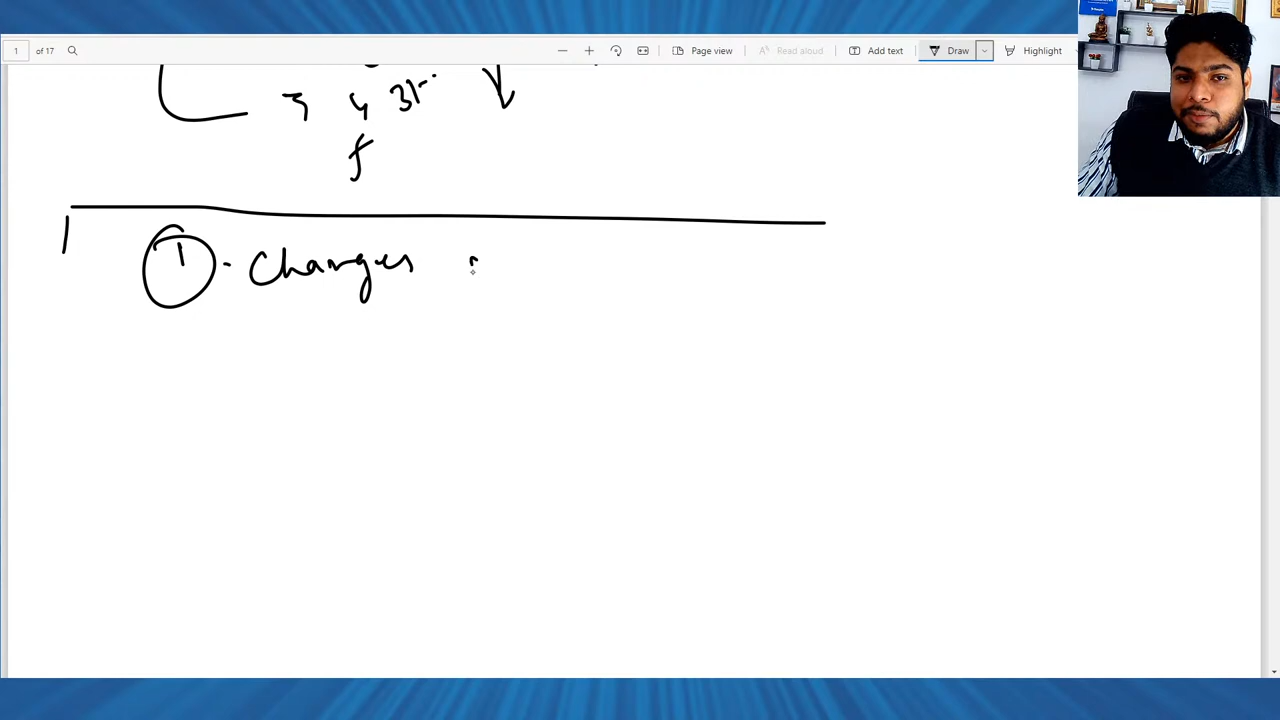 1 of 17 Page view Read aloud Add text Draw Highlight
① - Changes